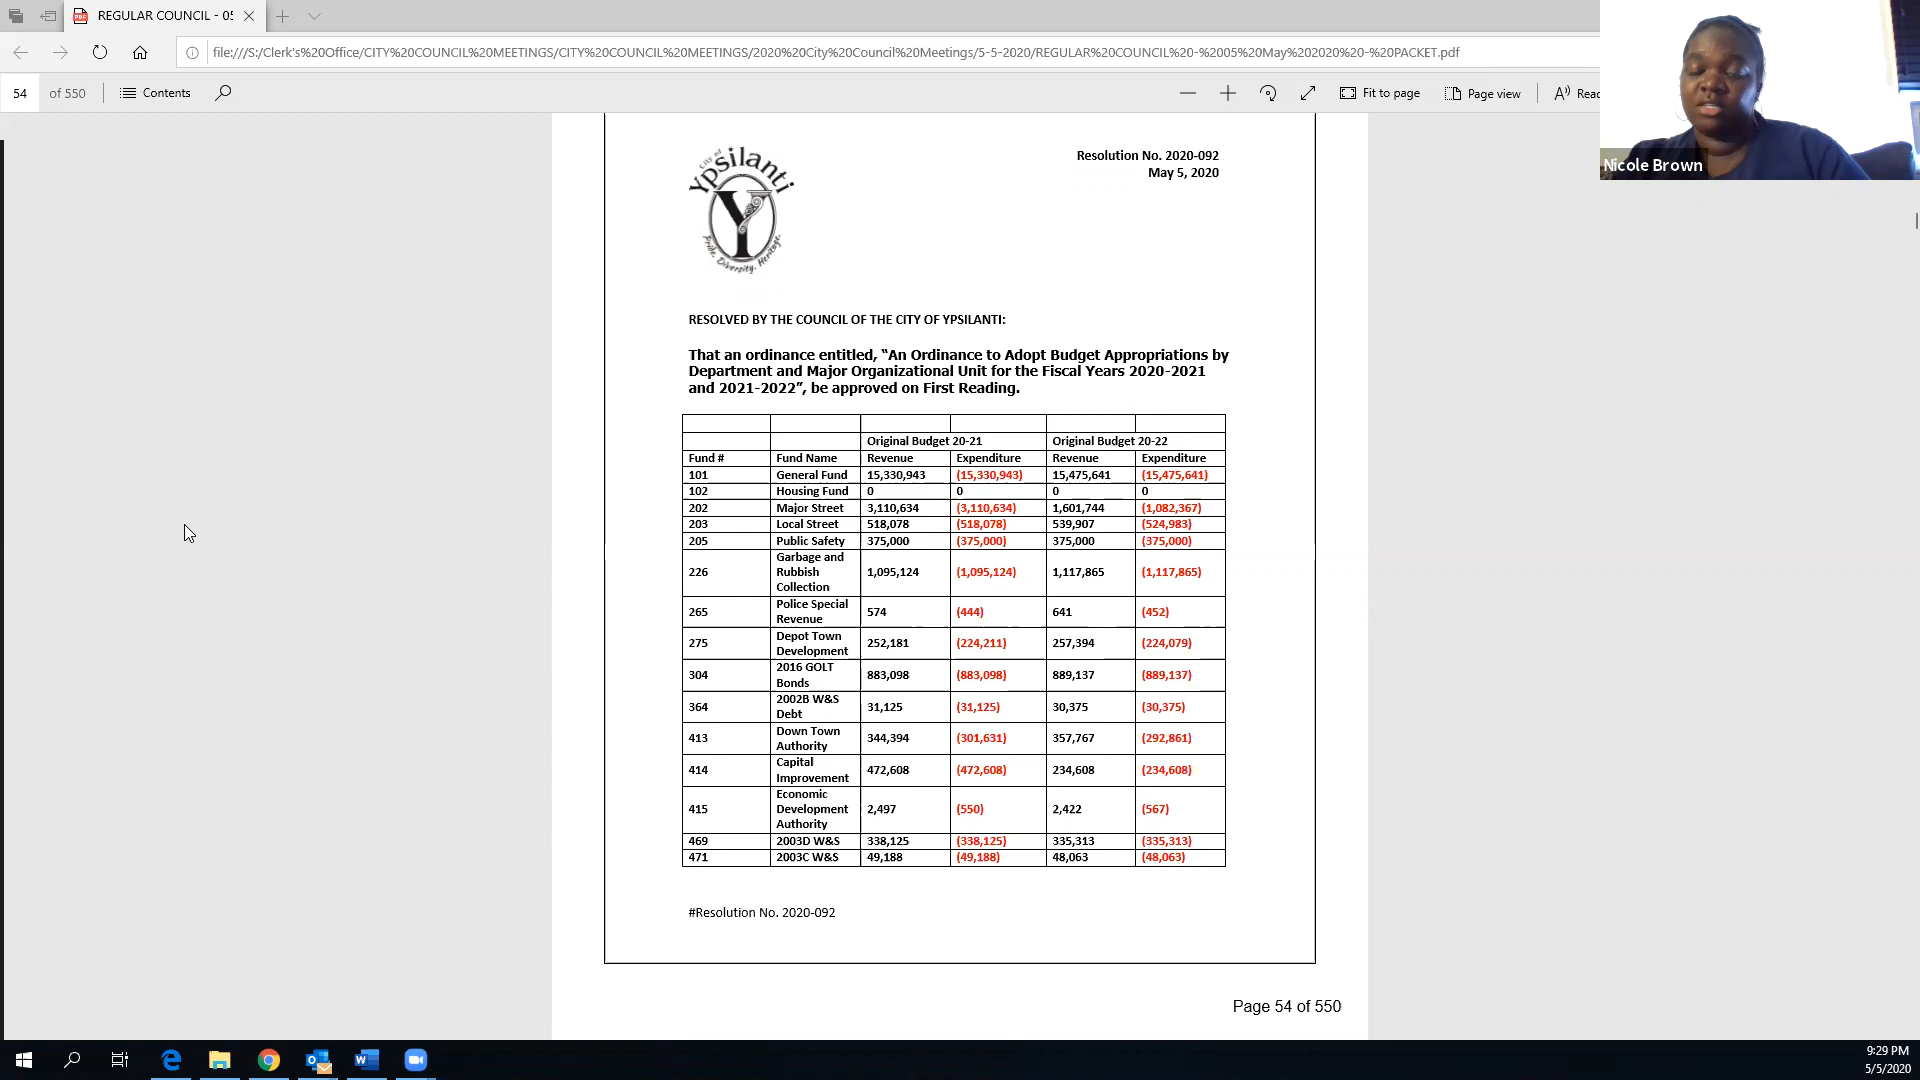 REGULAR COUNCIL - 05
file:///S:/Clerk's%20Office/CITY%20COUNCIL%20MEETINGS/CITY%20COUNCIL%20MEETINGS/2020%20City%20Council%20Meetings/5-5-2020/REGULAR%20COUNCIL%20-%2005%20May%202020%20-%20PACKET.pdf
54 of 550 Contents Fit to page Page view Read
Nicole Brown
City of Ypsilanti
Y
Pride. Diversity. Heritage.
Resolution No. 2020-092
May 5, 2020
RESOLVED BY THE COUNCIL OF THE CITY OF YPSILANTI:
That an ordinance entitled, “An Ordinance to Adopt Budget Appropriations by
Department and Major Organizational Unit for the Fiscal Years 2020-2021
and 2021-2022”, be approved on First Reading.
Original Budget 20-21 Original Budget 20-22
Fund # Fund Name Revenue Expenditure Revenue Expenditure
101 General Fund 15,330,943 (15,330,943) 15,475,641 (15,475,641)
102 Housing Fund 0 0 0 0
202 Major Street 3,110,634 (3,110,634) 1,601,744 (1,082,367)
203 Local Street 518,078 (518,078) 539,907 (524,983)
205 Public Safety 375,000 (375,000) 375,000 (375,000)
226 Garbage and Rubbish Collection 1,095,124 (1,095,124) 1,117,865 (1,117,865)
265 Police Special Revenue 574 (444) 641 (452)
275 Depot Town Development 252,181 (224,211) 257,394 (224,079)
304 2016 GOLT Bonds 883,098 (883,098) 889,137 (889,137)
364 2002B W&S Debt 31,125 (31,125) 30,375 (30,375)
413 Down Town Authority 344,394 (301,631) 357,767 (292,861)
414 Capital Improvement 472,608 (472,608) 234,608 (234,608)
415 Economic Development Authority 2,497 (550) 2,422 (567)
469 2003D W&S 338,125 (338,125) 335,313 (335,313)
471 2003C W&S 49,188 (49,188) 48,063 (48,063)
#Resolution No. 2020-092
Page 54 of 550
9:29 PM
5/5/2020